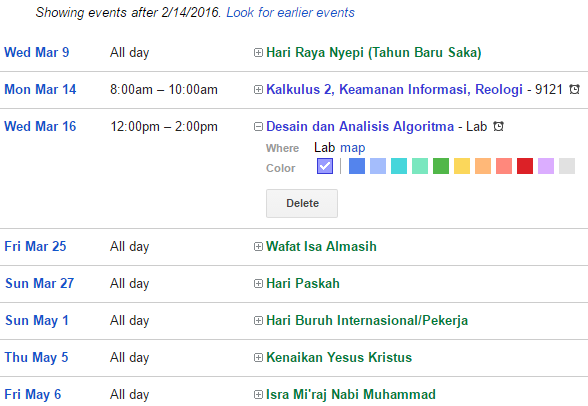 Showing events after 2/14/2016. Look for earlier events
Wed Mar 9 All day Hari Raya Nyepi (Tahun Baru Saka)
Mon Mar 14 8:00am – 10:00am Kalkulus 2, Keamanan Informasi, Reologi - 9121
Wed Mar 16 12:00pm – 2:00pm Desain dan Analisis Algoritma - Lab
Where Lab map
Color
Delete
Fri Mar 25 All day Wafat Isa Almasih
Sun Mar 27 All day Hari Paskah
Sun May 1 All day Hari Buruh Internasional/Pekerja
Thu May 5 All day Kenaikan Yesus Kristus
Fri May 6 All day Isra Mi'raj Nabi Muhammad